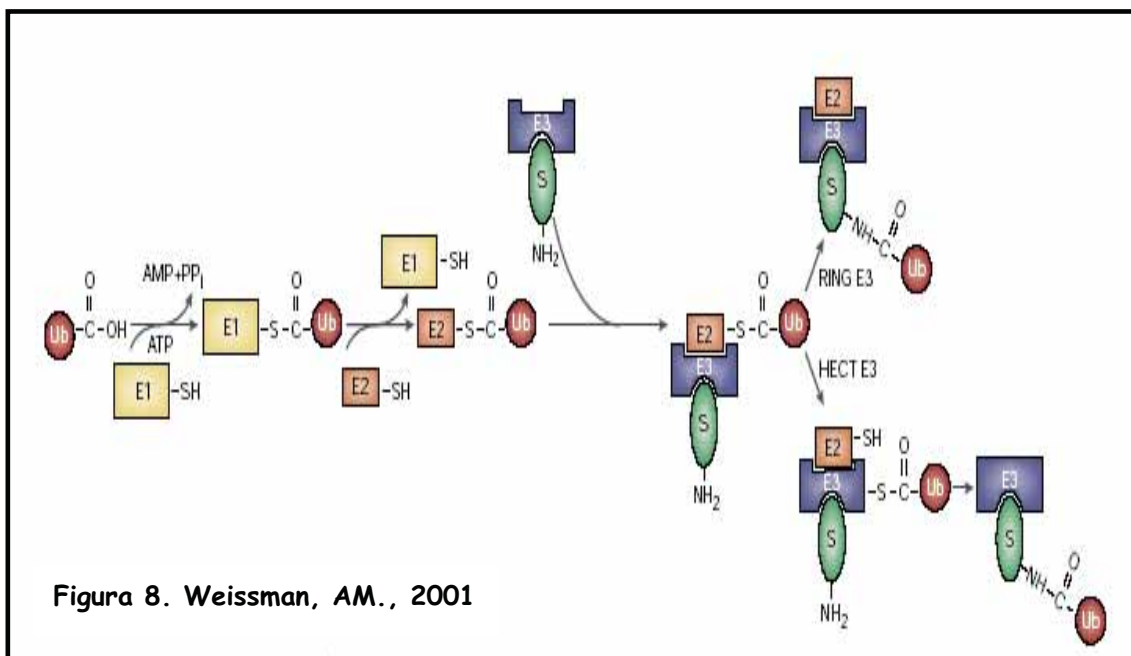 Ub
O
C
OH
AMP+PPi
ATP
E1
SH
E1
S
O
C
Ub
E1
SH
E2
SH
E2
S
O
C
Ub
E3
S
NH2
E2
S
O
C
Ub
E3
S
NH2
RING E3
E2
E3
S
NH
O
C
Ub
HECT E3
E2
SH
E3
S
O
C
Ub
S
NH2
E3
S
NH
O
C
Ub
Figura 8. Weissman, AM., 2001